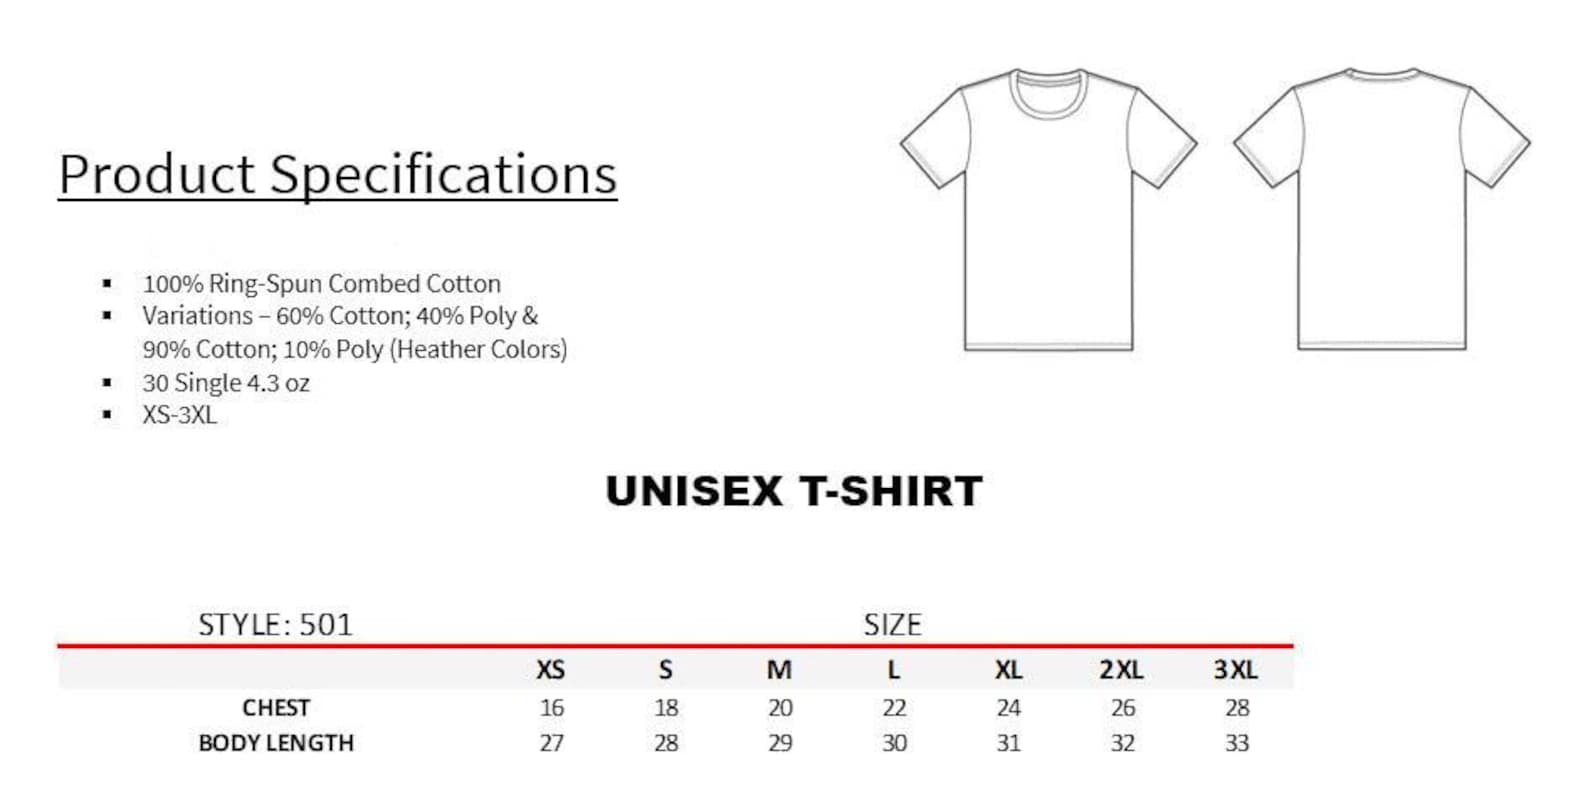 Product Specifications
▪ 100% Ring-Spun Combed Cotton
▪ Variations – 60% Cotton; 40% Poly &
90% Cotton; 10% Poly (Heather Colors)
▪ 30 Single 4.3 oz
▪ XS-3XL
UNISEX T-SHIRT
STYLE: 501 SIZE
XS S M L XL 2XL 3XL
CHEST 16 18 20 22 24 26 28
BODY LENGTH 27 28 29 30 31 32 33